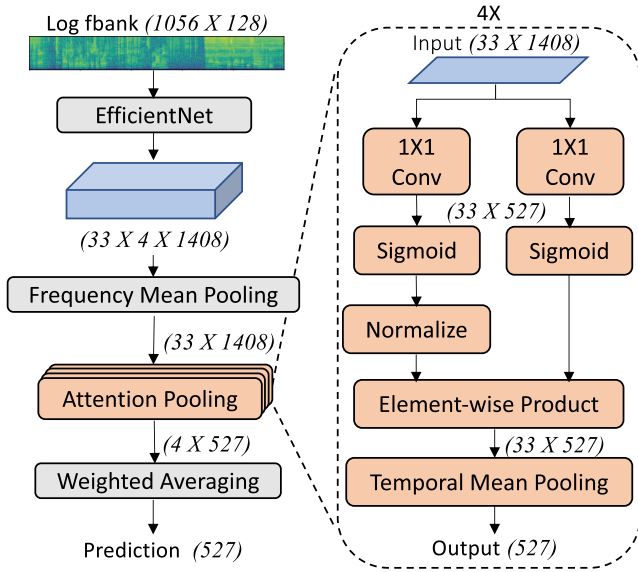 Log fbank (1056 X 128)
EfficientNet
(33 X 4 X 1408)
Frequency Mean Pooling
(33 X 1408)
Attention Pooling
(4 X 527)
Weighted Averaging
Prediction (527)
4X
Input (33 X 1408)
1X1
Conv
1X1
Conv
(33 X 527)
Sigmoid
Sigmoid
Normalize
Element-wise Product
(33 X 527)
Temporal Mean Pooling
Output (527)